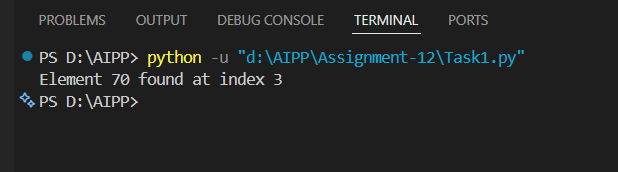 PROBLEMS OUTPUT DEBUG CONSOLE TERMINAL PORTS
PS D:\AIPP> python -u "d:\AIPP\Assignment-12\Task1.py"
Element 70 found at index 3
PS D:\AIPP>